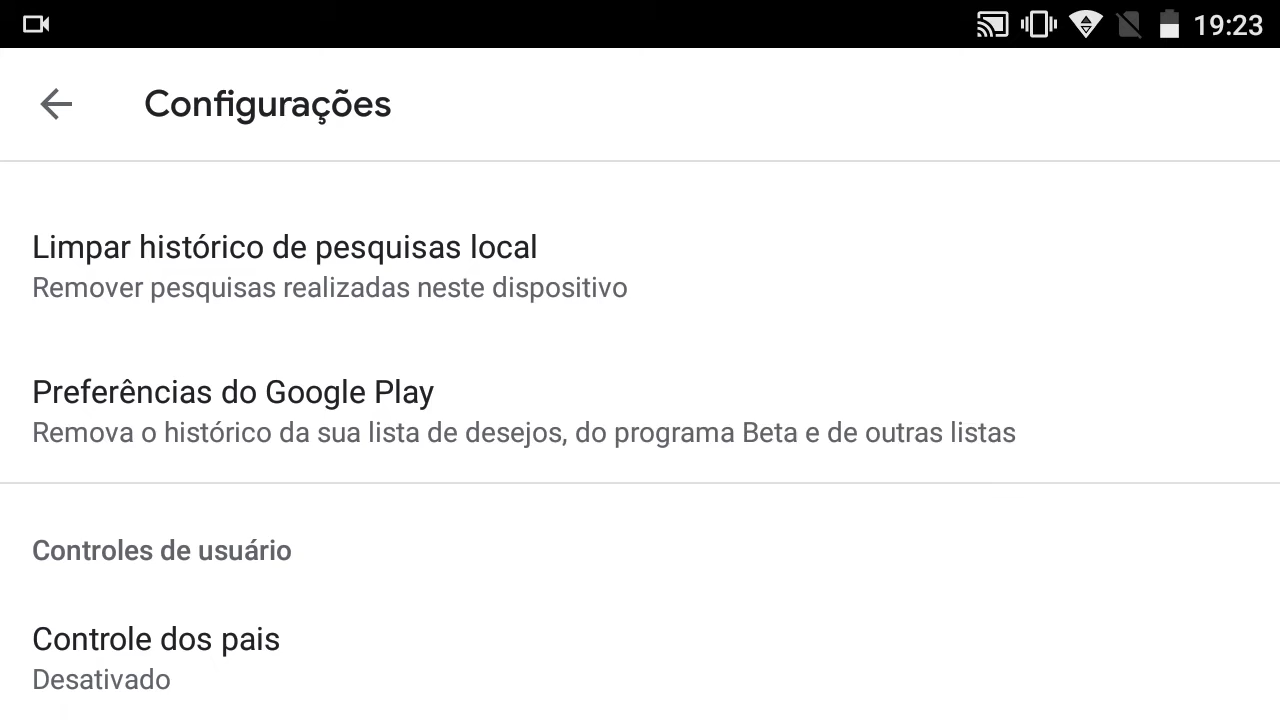 19:23
Configurações
Limpar histórico de pesquisas local
Remover pesquisas realizadas neste dispositivo
Preferências do Google Play
Remova o histórico da sua lista de desejos, do programa Beta e de outras listas
Controles de usuário
Controle dos pais
Desativado